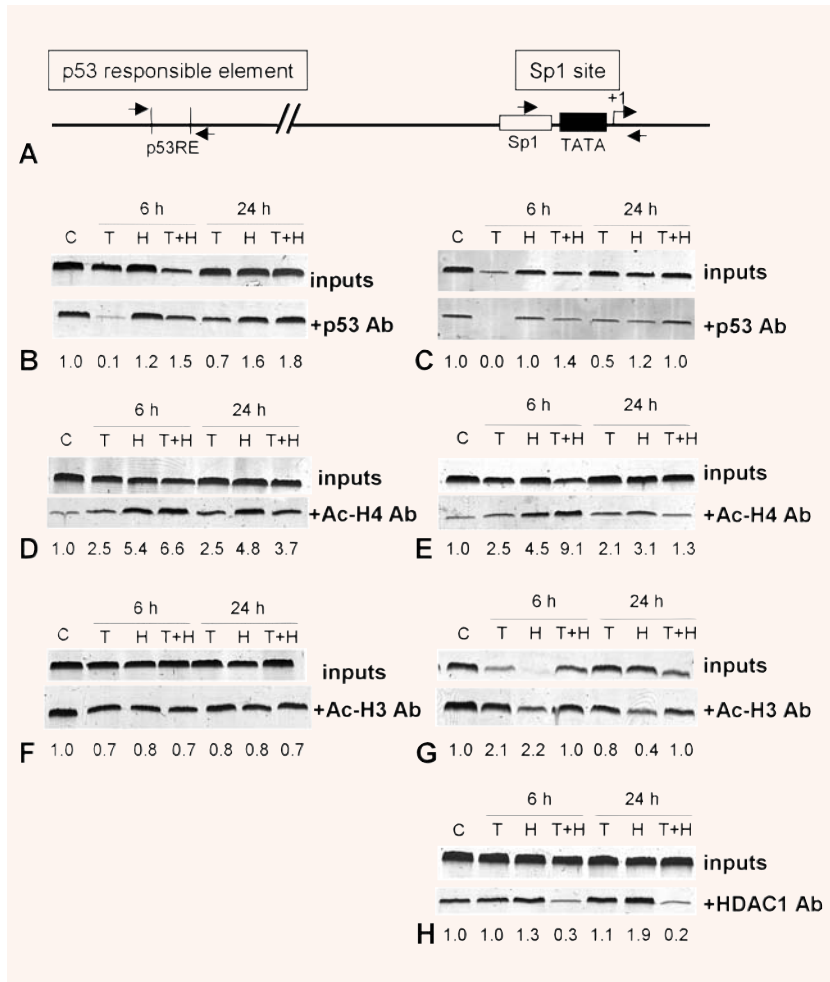 p53 responsible element
Sp1 site
+1
p53RE
Sp1
TATA
A
6 h 24 h
C T H T+H T H T+H
inputs
+p53 Ab
B 1.0 0.1 1.2 1.5 0.7 1.6 1.8
6 h 24 h
C T H T+H T H T+H
inputs
+p53 Ab
C 1.0 0.0 1.0 1.4 0.5 1.2 1.0
6 h 24 h
C T H T+H T H T+H
inputs
+Ac-H4 Ab
D 1.0 2.5 5.4 6.6 2.5 4.8 3.7
6 h 24 h
C T H T+H T H T+H
inputs
+Ac-H4 Ab
E 1.0 2.5 4.5 9.1 2.1 3.1 1.3
6 h 24 h
C T H T+H T H T+H
inputs
+Ac-H3 Ab
F 1.0 0.7 0.8 0.7 0.8 0.8 0.7
6 h 24 h
C T H T+H T H T+H
inputs
+Ac-H3 Ab
G 1.0 2.1 2.2 1.0 0.8 0.4 1.0
6 h 24 h
C T H T+H T H T+H
inputs
+HDAC1 Ab
H 1.0 1.0 1.3 0.3 1.1 1.9 0.2